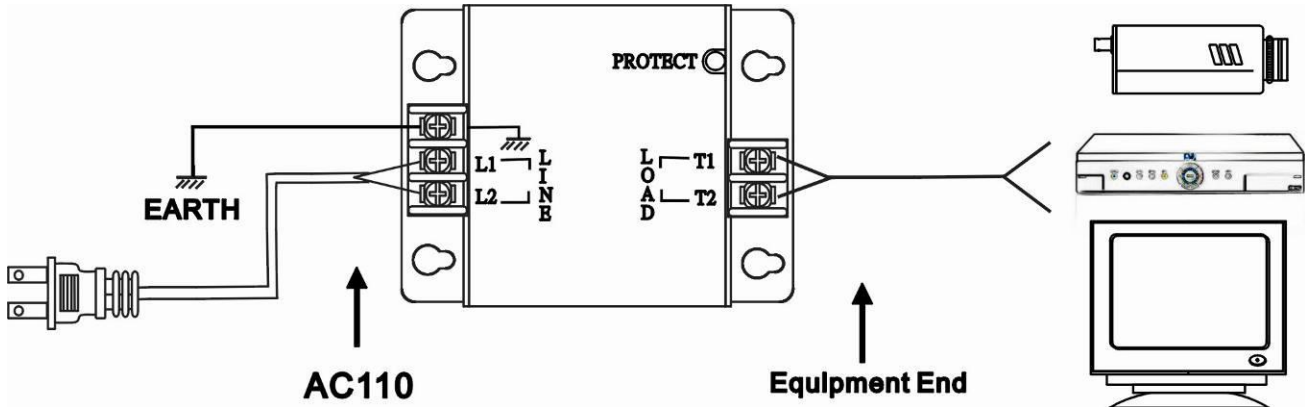 PROTECT
L1
L2
LINE
LOAD
T1
T2
EARTH
AC110
Equipment End